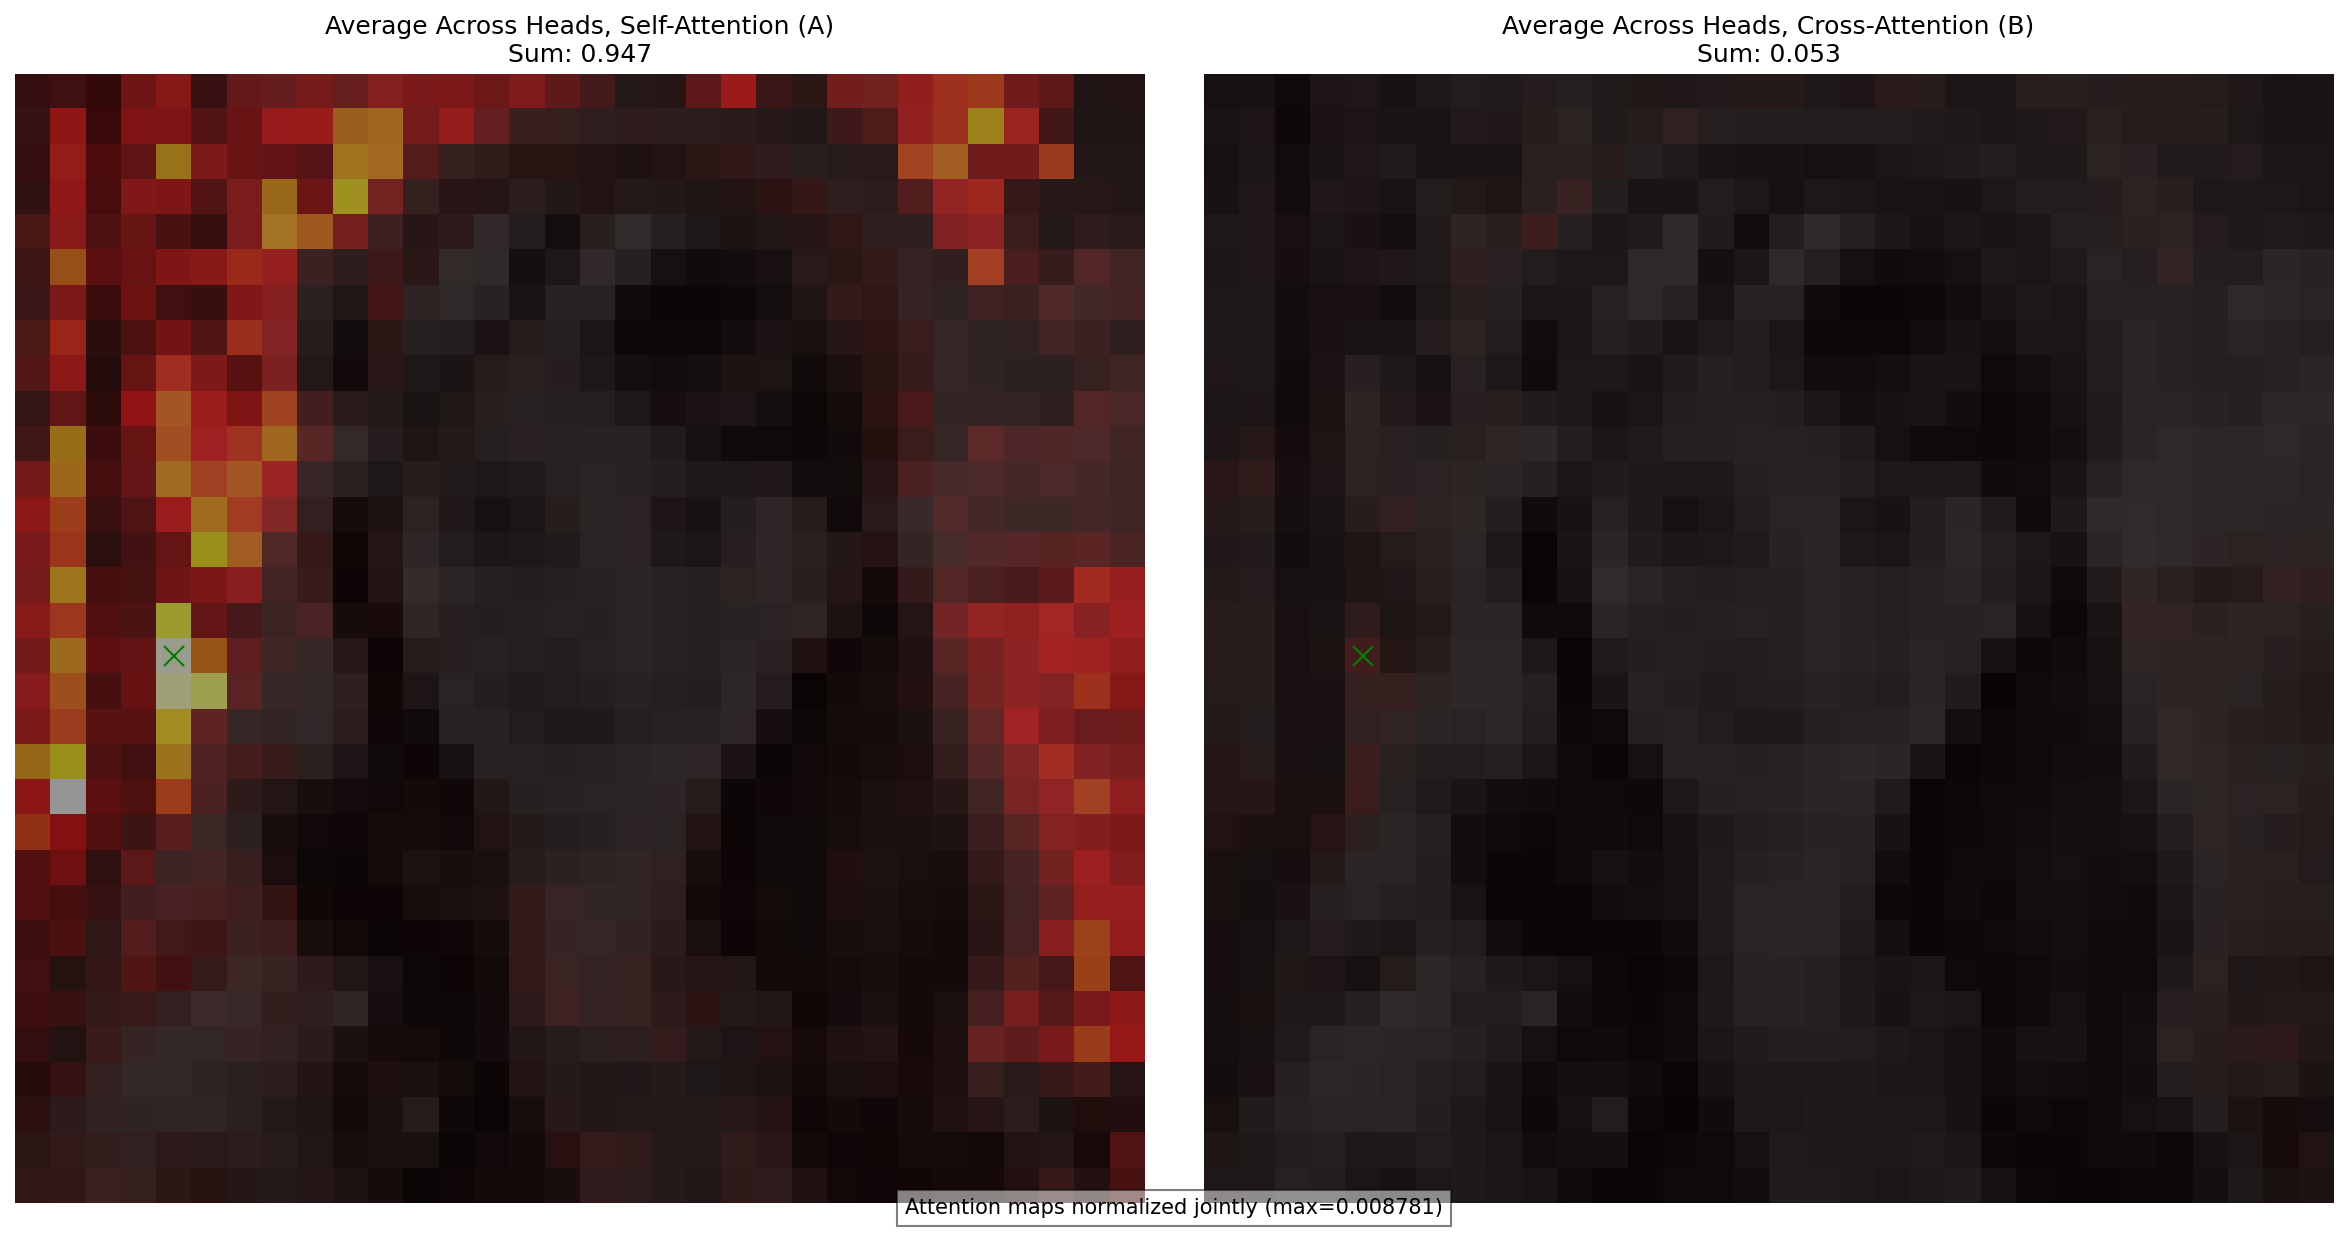 Average Across Heads, Self-Attention (A)
Sum: 0.947
Average Across Heads, Cross-Attention (B)
Sum: 0.053
Attention maps normalized jointly (max=0.008781)